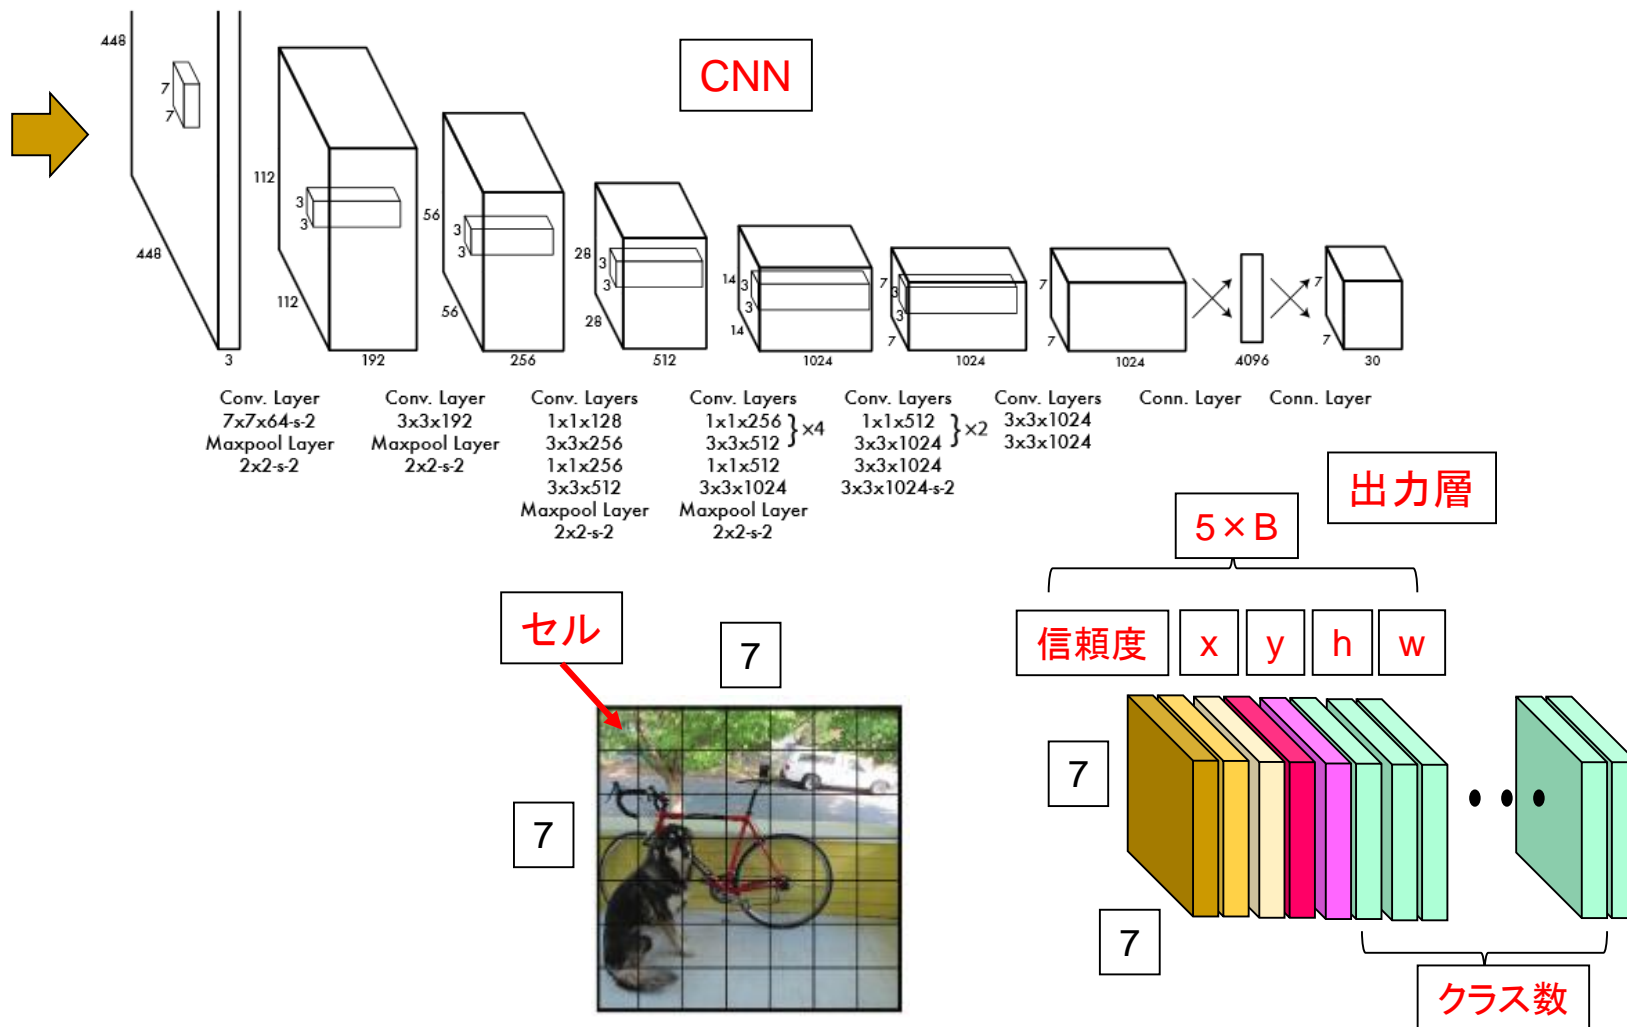 CNN
448
7
7
448
3
112
3
3
112
192
56
3
3
56
256
28
3
3
28
512
14
3
3
14
1024
7
3
3
7
1024
7
7
1024
4096
7
7
30
Conv. Layer
7x7x64-s-2
Maxpool Layer
2x2-s-2
Conv. Layer
3x3x192
Maxpool Layer
2x2-s-2
Conv. Layers
1x1x128
3x3x256
1x1x256
3x3x512
Maxpool Layer
2x2-s-2
Conv. Layers
1x1x256
3x3x512
}×4
1x1x512
3x3x1024
Maxpool Layer
2x2-s-2
Conv. Layers
1x1x512
3x3x1024
}×2
3x3x1024
3x3x1024-s-2
Conv. Layers
3x3x1024
3x3x1024
Conn. Layer
Conn. Layer
出力層
5×B
信頼度 x y h w
セル
7
7
7
7
クラス数